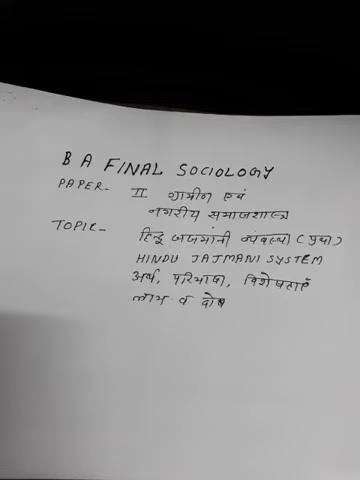 B A FINAL SOCIOLOGY
PAPER- II ग्रामीण एवं
नगरीय समाजशास्त्र
TOPIC- हिन्दू जजमानी व्यवस्था (प्रथा)
HINDU JAJMANI SYSTEM
अर्थ, परिभाषा, विशेषताएँ
लाभ व दोष